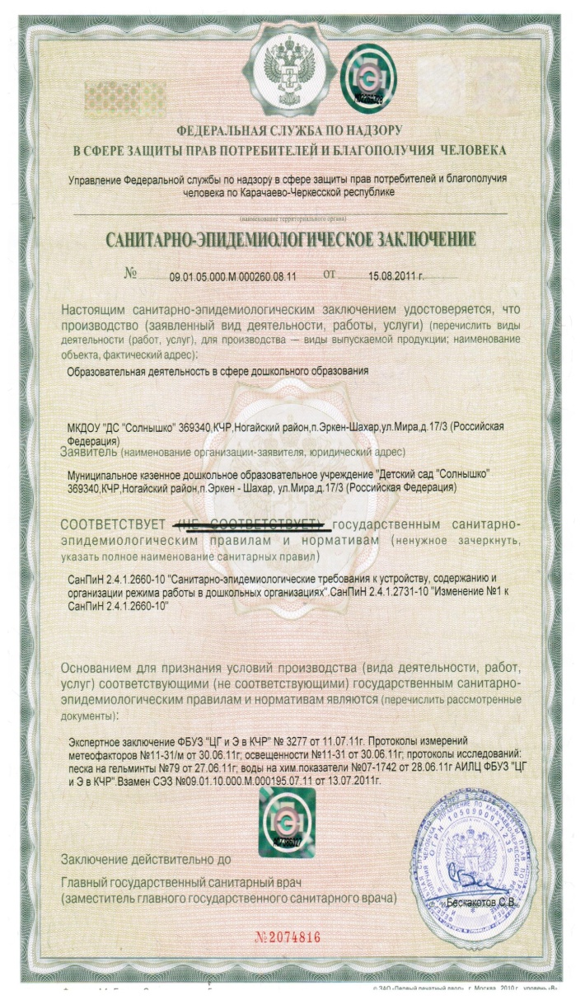 ФЕДЕРАЛЬНАЯ СЛУЖБА ПО НАДЗОРУ
В СФЕРЕ ЗАЩИТЫ ПРАВ ПОТРЕБИТЕЛЕЙ И БЛАГОПОЛУЧИЯ ЧЕЛОВЕКА
Управление Федеральной службы по надзору в сфере защиты прав потребителей и благополучия
человека по Карачаево-Черкесской республике
(наименование территориального органа)
САНИТАРНО-ЭПИДЕМИОЛОГИЧЕСКОЕ ЗАКЛЮЧЕНИЕ
№ 09.01.05.000.М.000260.08.11 от 15.08.2011 г.
Настоящим санитарно-эпидемиологическим заключением удостоверяется, что
производство (заявленный вид деятельности, работы, услуги) (перечислить виды
деятельности (работ, услуг), для производства — виды выпускаемой продукции; наименование
объекта, фактический адрес):
Образовательная деятельность в сфере дошкольного образования
МКДОУ "ДС "Солнышко" 369340,КЧР,Ногайский район,п.Эркен-Шахар,ул.Мира,д.17/3 (Российская
Федерация)
Заявитель (наименование организации-заявителя, юридический адрес)
Муниципальное казенное дошкольное образовательное учреждение "Детский сад "Солнышко"
369340,КЧР,Ногайский район,п.Эркен - Шахар, ул.Мира,д.17/3 (Российская Федерация)
СООТВЕТСТВУЕТ (НЕ СООТВЕТСТВУЕТ) государственным санитарно-
эпидемиологическим правилам и нормативам (ненужное зачеркнуть,
указать полное наименование санитарных правил)
СанПиН 2.4.1.2660-10 "Санитарно-эпидемиологические требования к устройству, содержанию и
организации режима работы в дошкольных организациях".СанПиН 2.4.1.2731-10 "Изменение №1 к
СанПиН 2.4.1.2660-10"
Основанием для признания условий производства (вида деятельности, работ,
услуг) соответствующими (не соответствующими) государственным санитарно-
эпидемиологическим правилам и нормативам являются (перечислить рассмотренные
документы):
Экспертное заключение ФБУЗ "ЦГ и Э в КЧР" № 3277 от 11.07.11г. Протоколы измерений
метеофакторов №11-31/м от 30.06.11г; освещенности №11-31 от 30.06.11г; протоколы исследований:
песка на гельминты №79 от 27.06.11г; воды на хим.показатели №07-1742 от 28.06.11г АИЛЦ ФБУЗ "ЦГ
и Э в КЧР".Взамен СЭЗ №09.01.10.000.М.000195.07.11 от 13.07.2011г.
Заключение действительно до
Главный государственный санитарный врач
(заместитель главного государственного санитарного врача)
Бескакотов С.В.
№2074816
© ЗАО «Первый печатный двор», г. Москва, 2010 г., уровень «В»